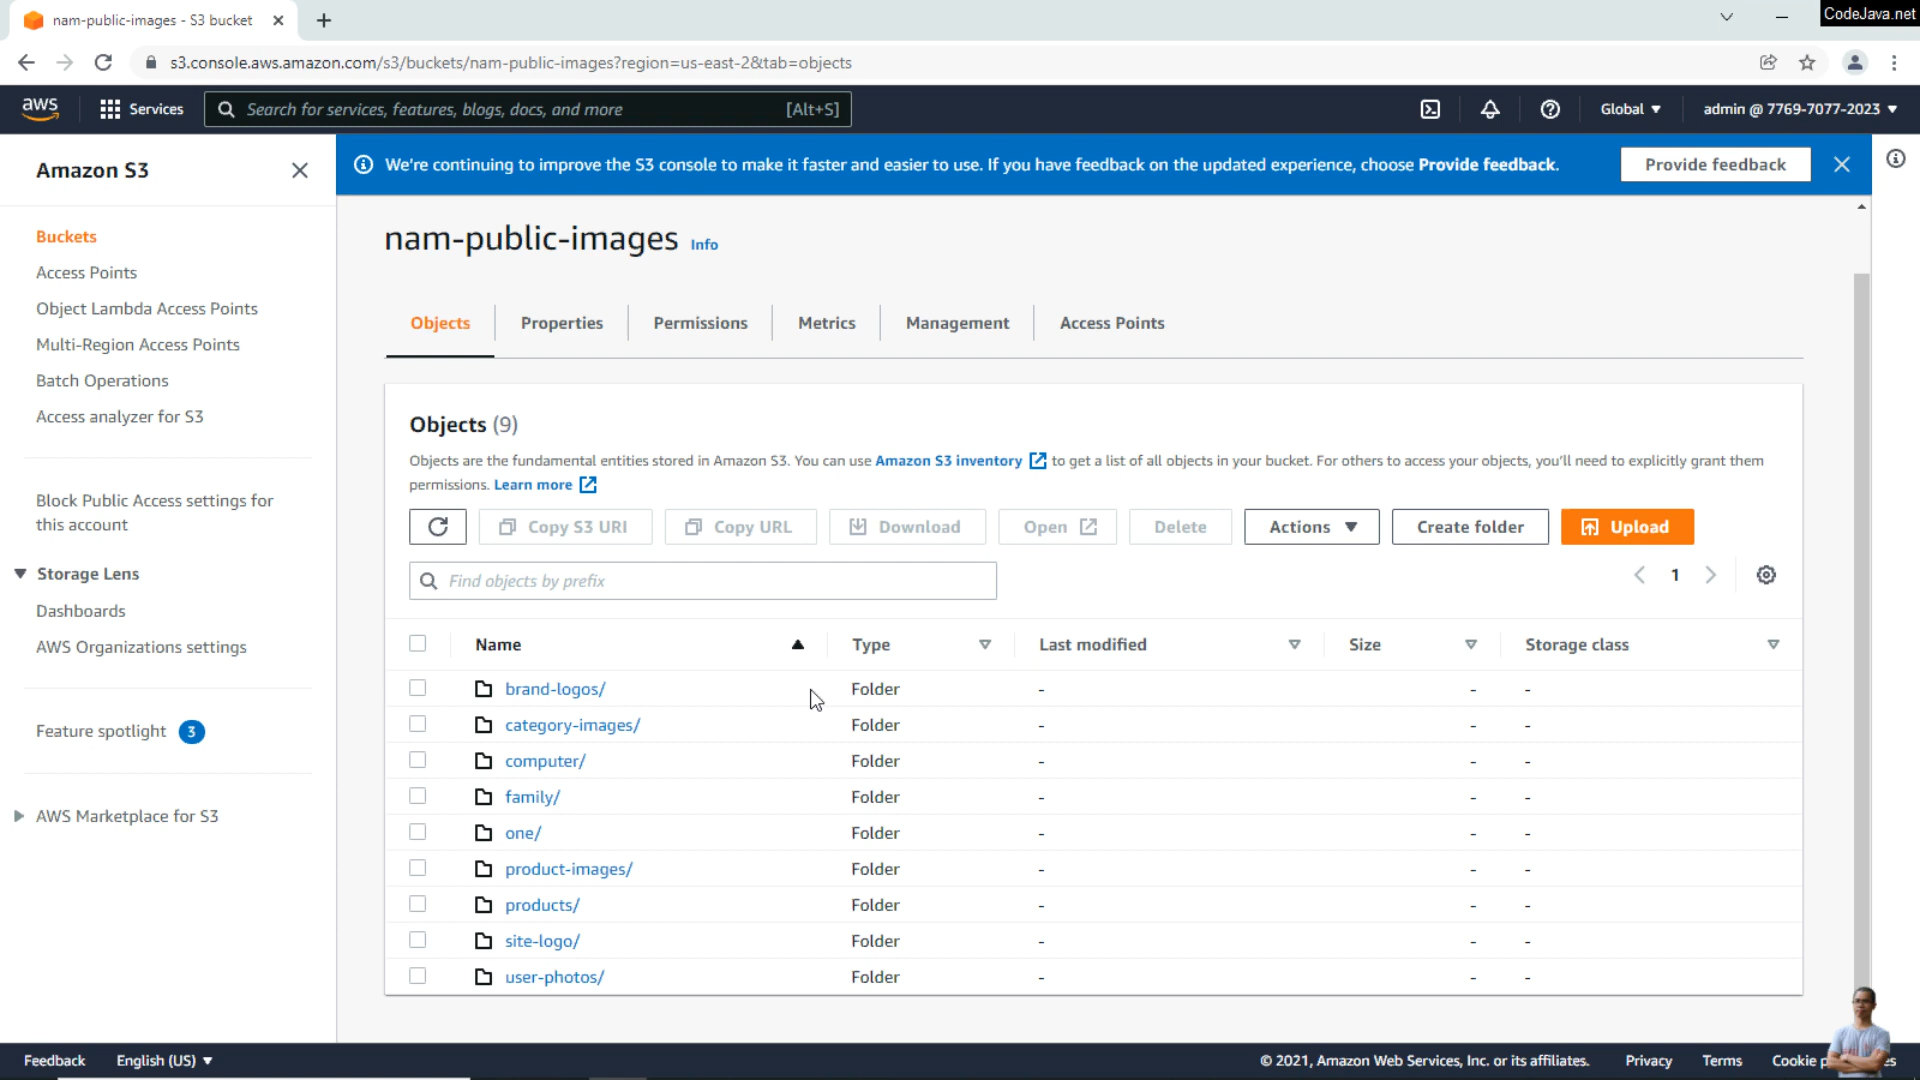 nam-public-images - S3 bucket
CodeJava.net
s3.console.aws.amazon.com/s3/buckets/nam-public-images?region=us-east-2&tab=objects
aws
Services
Search for services, features, blogs, docs, and more
[Alt+S]
Global
admin @ 7769-7077-2023
Amazon S3
We're continuing to improve the S3 console to make it faster and easier to use. If you have feedback on the updated experience, choose Provide feedback.
Provide feedback
Buckets
Access Points
Object Lambda Access Points
Multi-Region Access Points
Batch Operations
Access analyzer for S3
Block Public Access settings for
this account
Storage Lens
Dashboards
AWS Organizations settings
Feature spotlight 3
AWS Marketplace for S3
nam-public-images Info
Objects
Properties
Permissions
Metrics
Management
Access Points
Objects (9)
Objects are the fundamental entities stored in Amazon S3. You can use Amazon S3 inventory to get a list of all objects in your bucket. For others to access your objects, you'll need to explicitly grant them
permissions. Learn more
Copy S3 URI
Copy URL
Download
Open
Delete
Actions
Create folder
Upload
Find objects by prefix
1
Name Type Last modified Size Storage class
brand-logos/ Folder - - -
category-images/ Folder - - -
computer/ Folder - - -
family/ Folder - - -
one/ Folder - - -
product-images/ Folder - - -
products/ Folder - - -
site-logo/ Folder - - -
user-photos/ Folder - - -
Feedback
English (US)
© 2021, Amazon Web Services, Inc. or its affiliates.
Privacy
Terms
Cookie